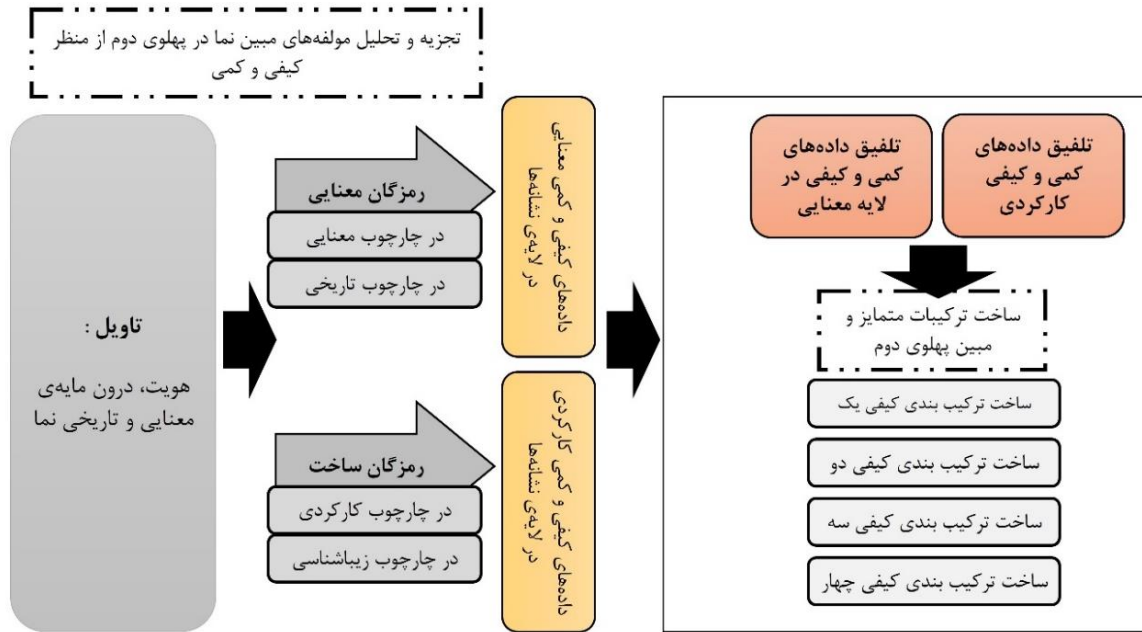 تجزیه و تحلیل مولفه‌های مبین نما در پهلوی دوم از منظر
کیفی و کمی
تاویل :
هویت، درون مایه‌ی
معنایی و تاریخی نما
رمزگان معنایی
در چارچوب معنایی
در چارچوب تاریخی
رمزگان ساخت
در چارچوب کارکردی
در چارچوب زیباشناسی
داده‌های کیفی و کمی معنایی
در لایه‌ی نشانه‌ها
داده‌های کیفی و کمی کارکردی
در لایه‌ی نشانه‌ها
تلفیق داده‌های
کمی و کیفی در
لایه معنایی
تلفیق داده‌های
کمی و کیفی
کارکردی
ساخت ترکیبات متمایز و
مبین پهلوی دوم
ساخت ترکیب بندی کیفی یک
ساخت ترکیب بندی کیفی دو
ساخت ترکیب بندی کیفی سه
ساخت ترکیب بندی کیفی چهار